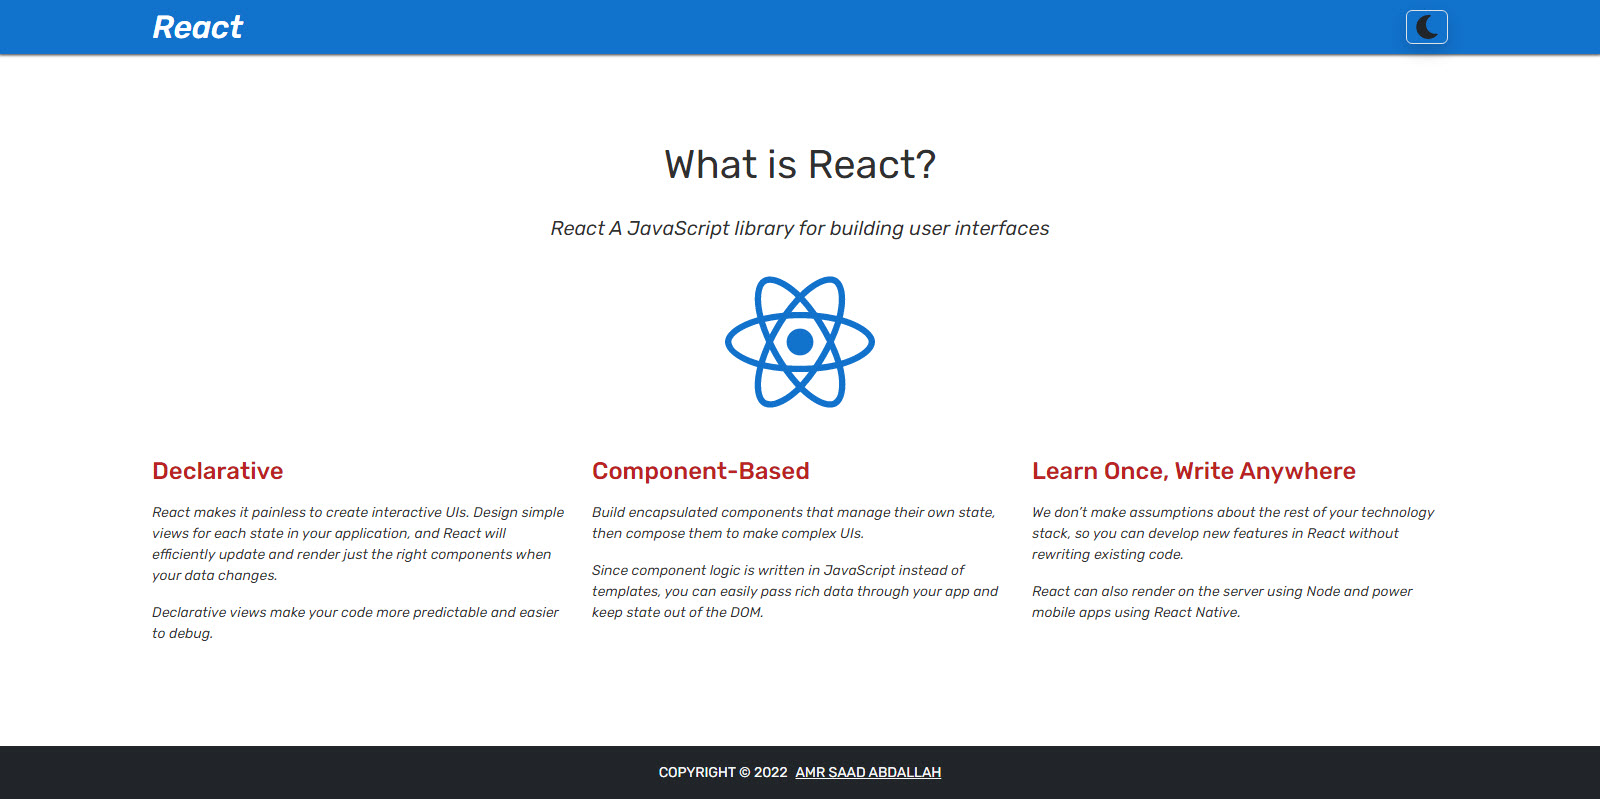 React
What is React?
React A JavaScript library for building user interfaces
Declarative
React makes it painless to create interactive UIs. Design simple
views for each state in your application, and React will
efficiently update and render just the right components when
your data changes.
Declarative views make your code more predictable and easier
to debug.
Component-Based
Build encapsulated components that manage their own state,
then compose them to make complex UIs.
Since component logic is written in JavaScript instead of
templates, you can easily pass rich data through your app and
keep state out of the DOM.
Learn Once, Write Anywhere
We don’t make assumptions about the rest of your technology
stack, so you can develop new features in React without
rewriting existing code.
React can also render on the server using Node and power
mobile apps using React Native.
COPYRIGHT © 2022 AMR SAAD ABDALLAH